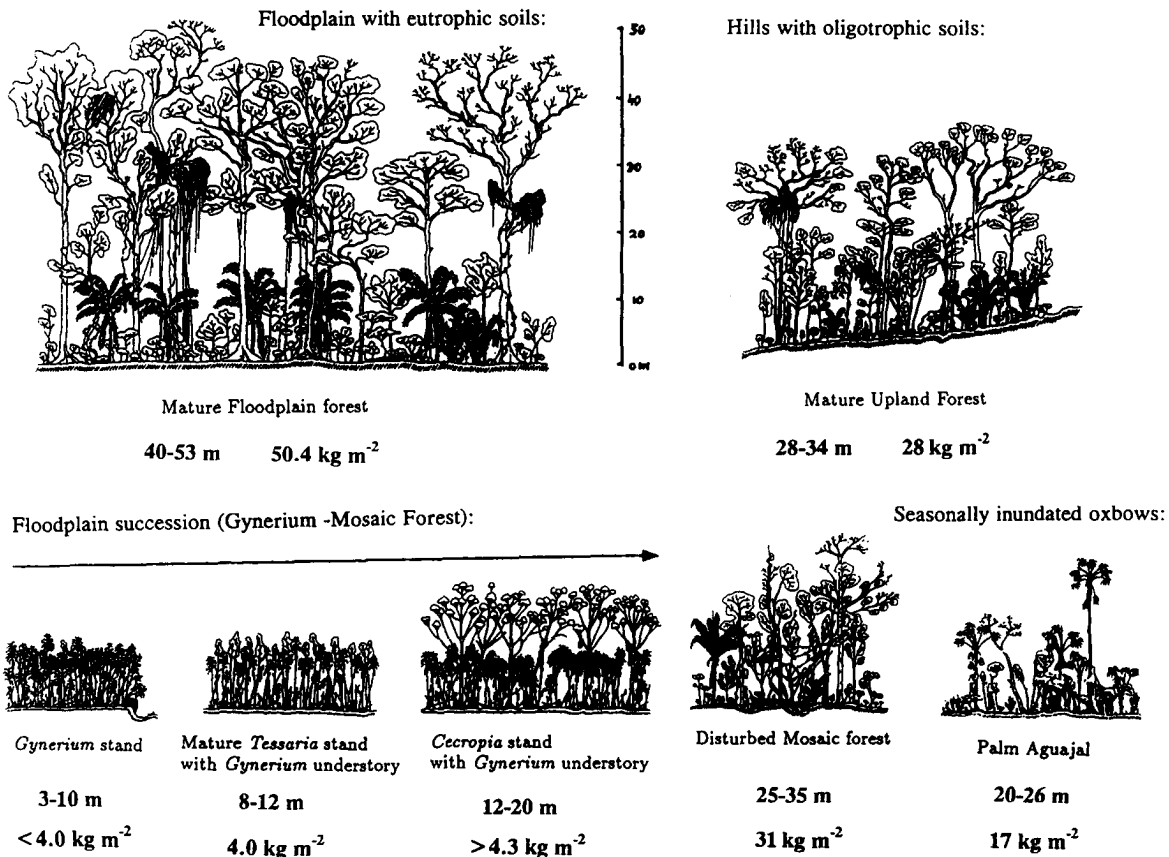 Floodplain with eutrophic soils:
50
40
30
20
10
0 M
Mature Floodplain forest
40-53 m 50.4 kg m⁻²
Hills with oligotrophic soils:
Mature Upland Forest
28-34 m 28 kg m⁻²
Floodplain succession (Gynerium -Mosaic Forest):
Gynerium stand
3-10 m
<4.0 kg m⁻²
Mature Tessaria stand
with Gynerium understory
8-12 m
4.0 kg m⁻²
Cecropia stand
with Gynerium understory
12-20 m
>4.3 kg m⁻²
Disturbed Mosaic forest
25-35 m
31 kg m⁻²
Seasonally inundated oxbows:
Palm Aguajal
20-26 m
17 kg m⁻²